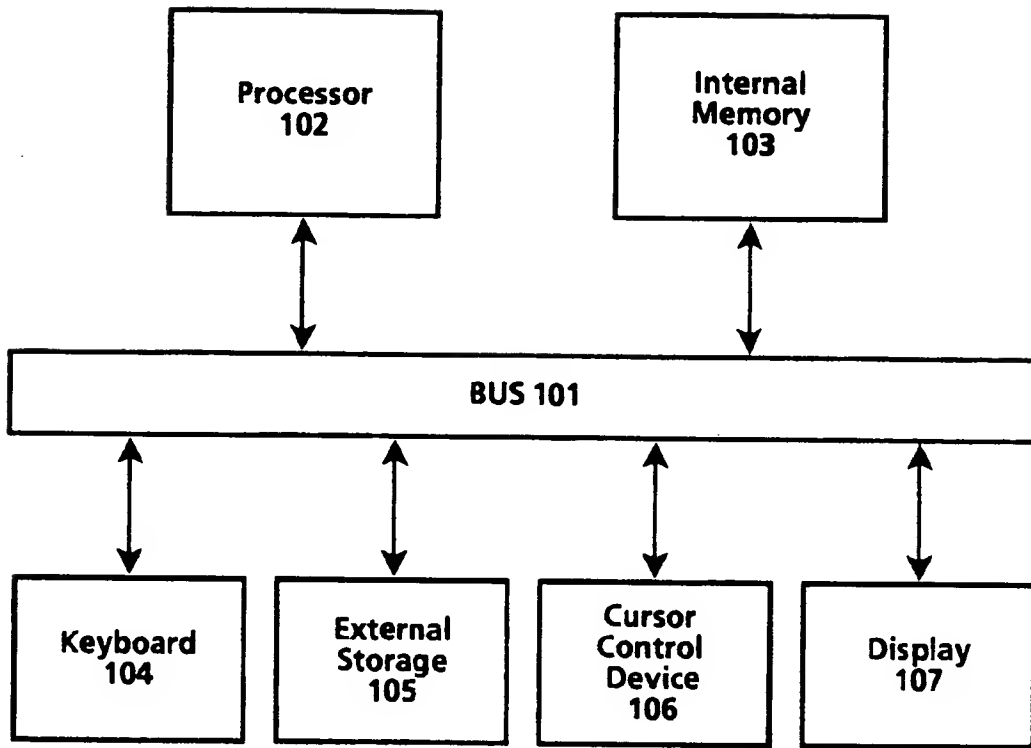 Processor
102
Internal
Memory
103
BUS 101
Keyboard
104
External
Storage
105
Cursor
Control
Device
106
Display
107